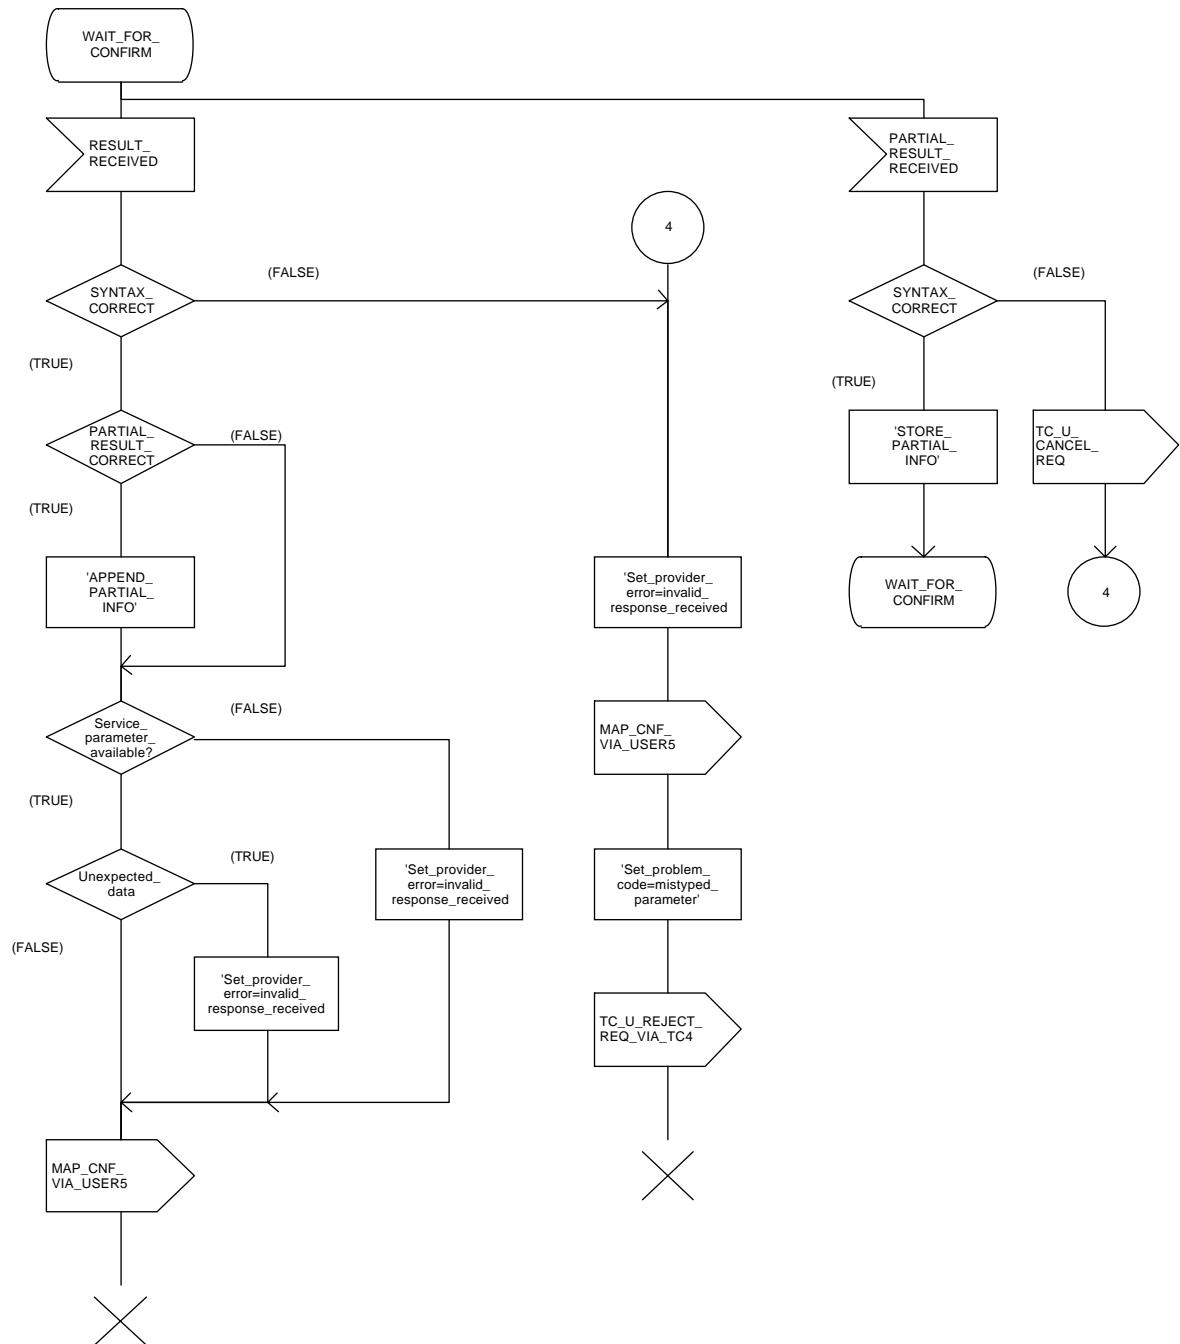 WAIT_FOR_
CONFIRM
RESULT_
RECEIVED
PARTIAL_
RESULT_
RECEIVED
4
(FALSE)
(FALSE)
SYNTAX_
CORRECT
SYNTAX_
CORRECT
(TRUE)
(TRUE)
PARTIAL_
RESULT_
CORRECT
(FALSE)
'STORE_
PARTIAL_
INFO'
TC_U_
CANCEL_
REQ
(TRUE)
'APPEND_
PARTIAL_
INFO'
'Set_provider_
error=invalid_
response_received
WAIT_FOR_
CONFIRM
4
(FALSE)
Service_
parameter_
available?
MAP_CNF_
VIA_USER5
(TRUE)
(TRUE)
Unexpected_
data
'Set_provider_
error=invalid_
response_received
'Set_problem_
code=mistyped_
parameter'
(FALSE)
'Set_provider_
error=invalid_
response_received
TC_U_REJECT_
REQ_VIA_TC4
MAP_CNF_
VIA_USER5